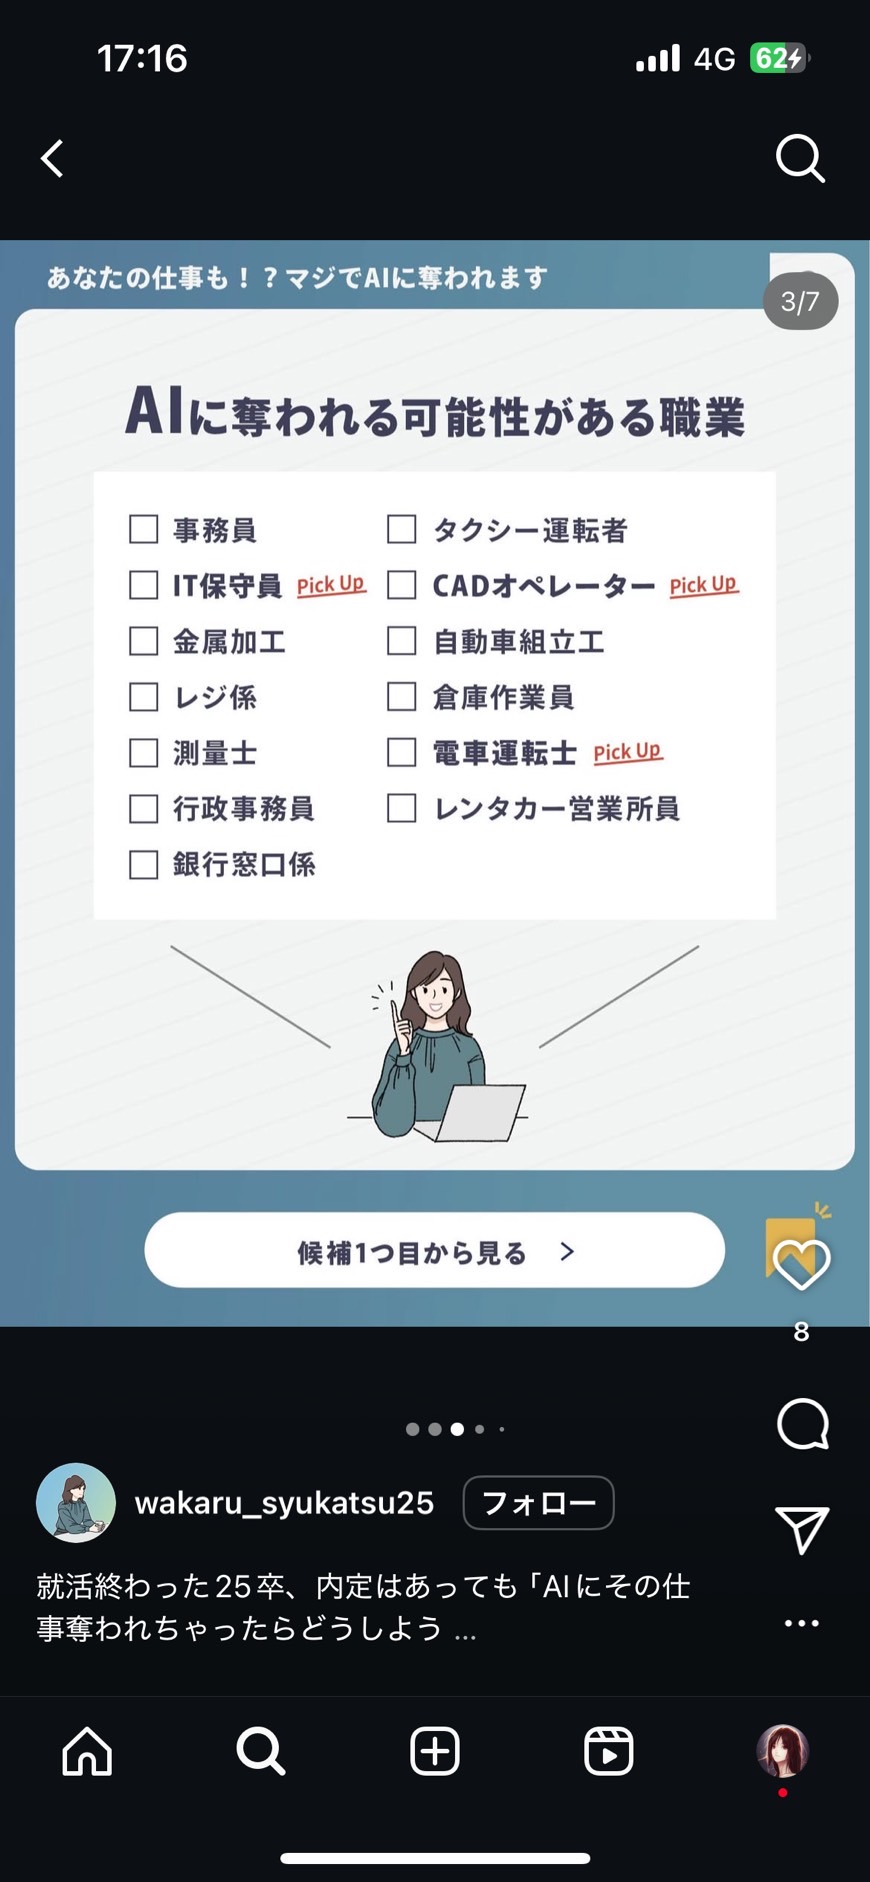 17:16
4G 62
あなたの仕事も！？マジでAIに奪われます
3/7
AIに奪われる可能性がある職業
事務員
IT保守員 Pick Up
金属加工
レジ係
測量士
行政事務員
銀行窓口係
タクシー運転者
CADオペレーター Pick Up
自動車組立工
倉庫作業員
電車運転士 Pick Up
レンタカー営業所員
候補1つ目から見る >
8
wakaru_syukatsu25 フォロー
就活終わった25卒、内定はあっても「AIにその仕
事奪われちゃったらどうしよう ...